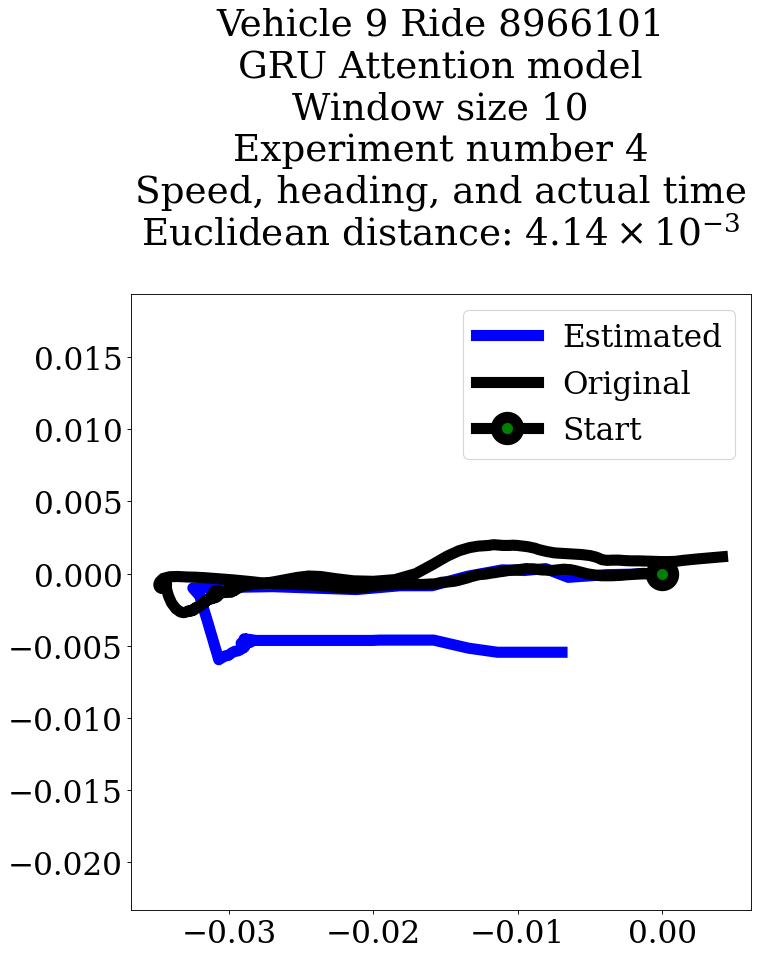 Vehicle 9 Ride 8966101
GRU Attention model
Window size 10
Experiment number 4
Speed, heading, and actual time
Euclidean distance: 4.14 × 10⁻³
Estimated
Original
Start
0.015
0.010
0.005
0.000
−0.005
−0.010
−0.015
−0.020
−0.03 −0.02 −0.01 0.00